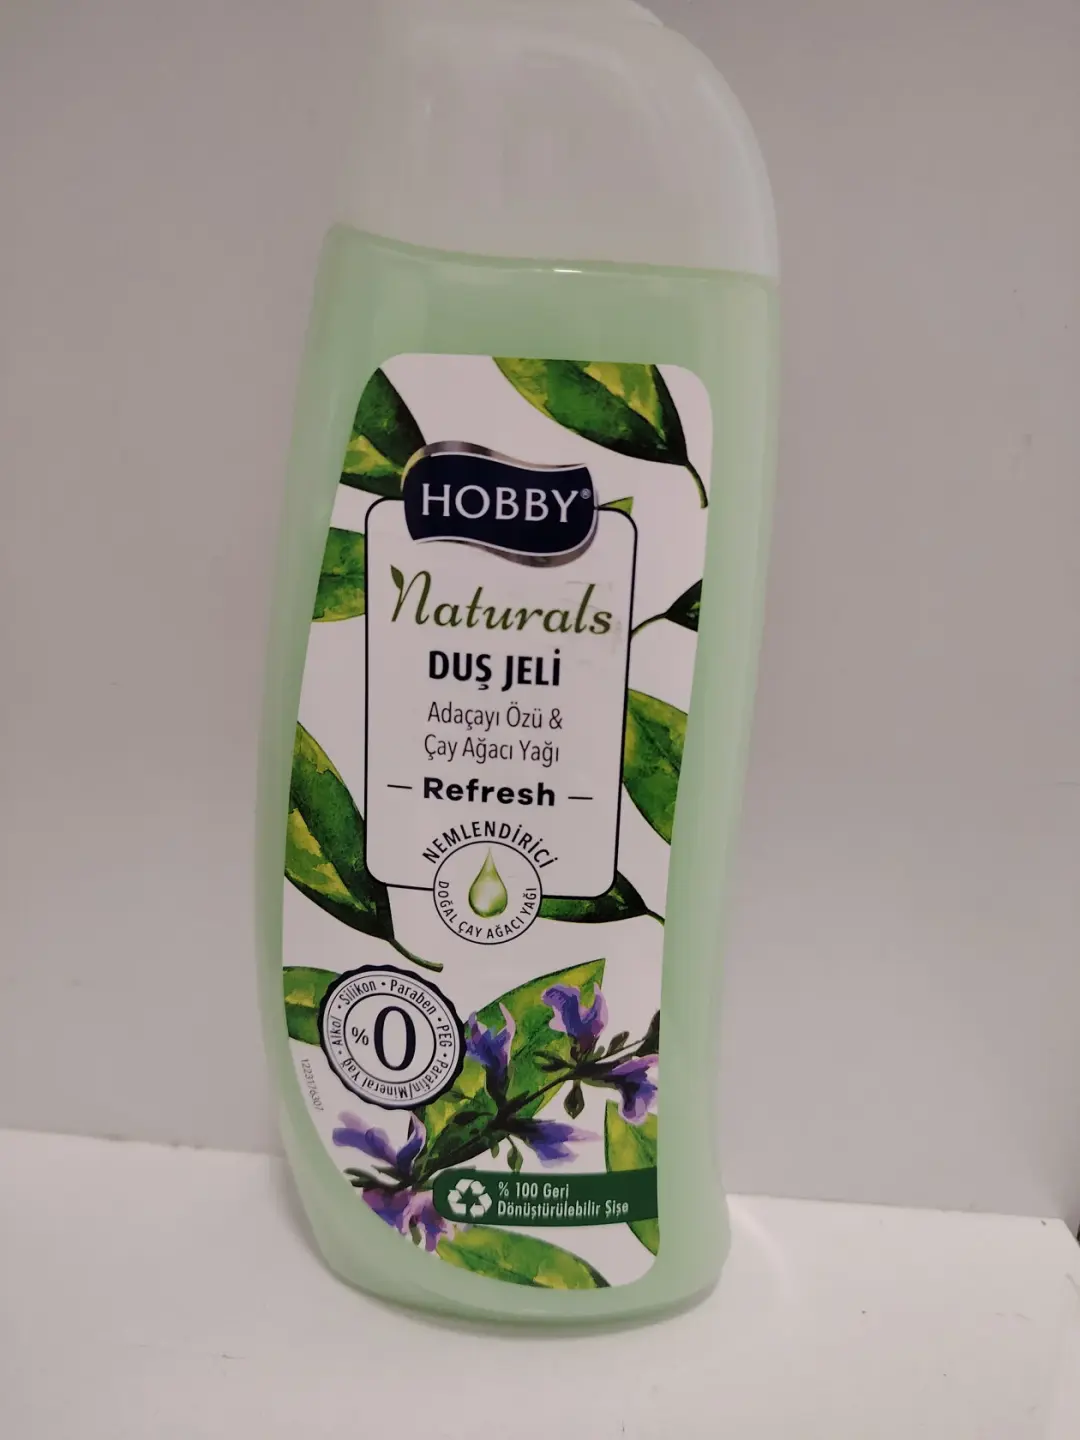 HOBBY®
Naturals
DUŞ JELİ
Adaçayı Özü &
Çay Ağacı Yağı
– Refresh –
NEMLENDİRİCİ
DOĞAL ÇAY AĞACI YAĞI
% 0
Silikon • Paraben • PEG • Parafin/Mineral Yağ • Alkol •
1223176307
% 100 Geri
Dönüştürülebilir Şişe